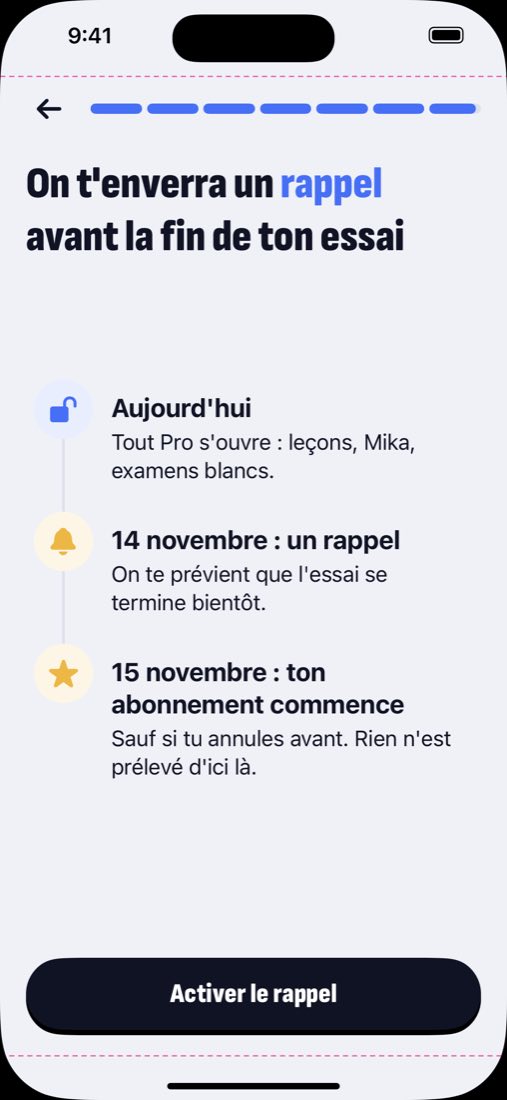 9:41
On t'enverra un rappel
avant la fin de ton essai
Aujourd'hui
Tout Pro s'ouvre : leçons, Mika,
examens blancs.
14 novembre : un rappel
On te prévient que l'essai se
termine bientôt.
15 novembre : ton
abonnement commence
Sauf si tu annules avant. Rien n'est
prélevé d'ici là.
Activer le rappel